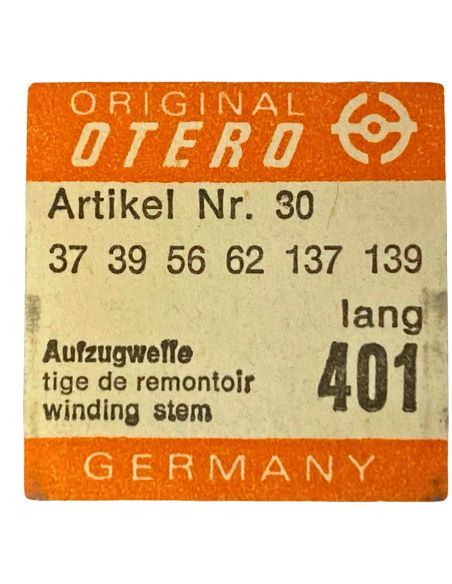 ORIGINAL
OTERO
Artikel Nr. 30
37 39 56 62 137 139
lang
Aufzugwelle
tige de remontoir
winding stem
401
GERMANY